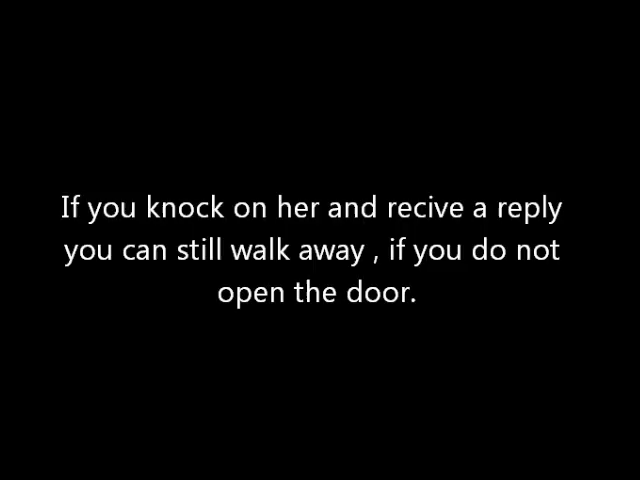 If you knock on her and recive a reply
you can still walk away , if you do not
open the door.